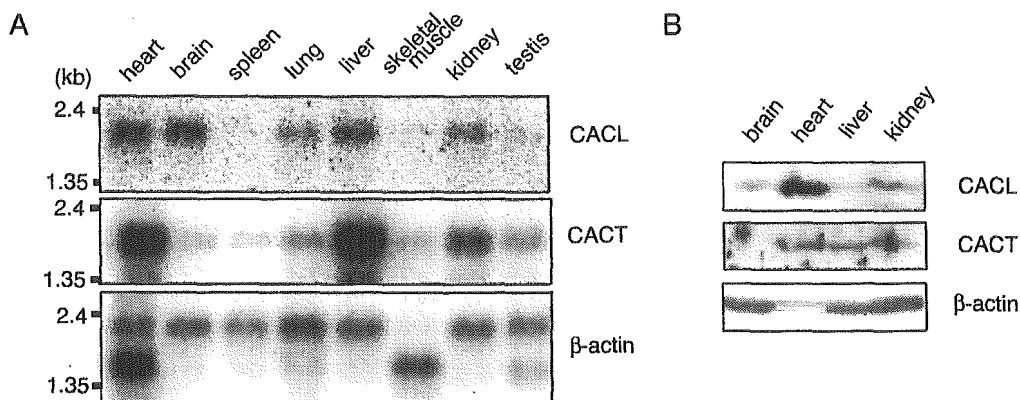 A
heart brain spleen lung liver skeletal muscle kidney testis
(kb)
2.4
CACL
1.35
2.4
CACT
1.35
2.4
β-actin
1.35
B
brain heart liver kidney
CACL
CACT
β-actin